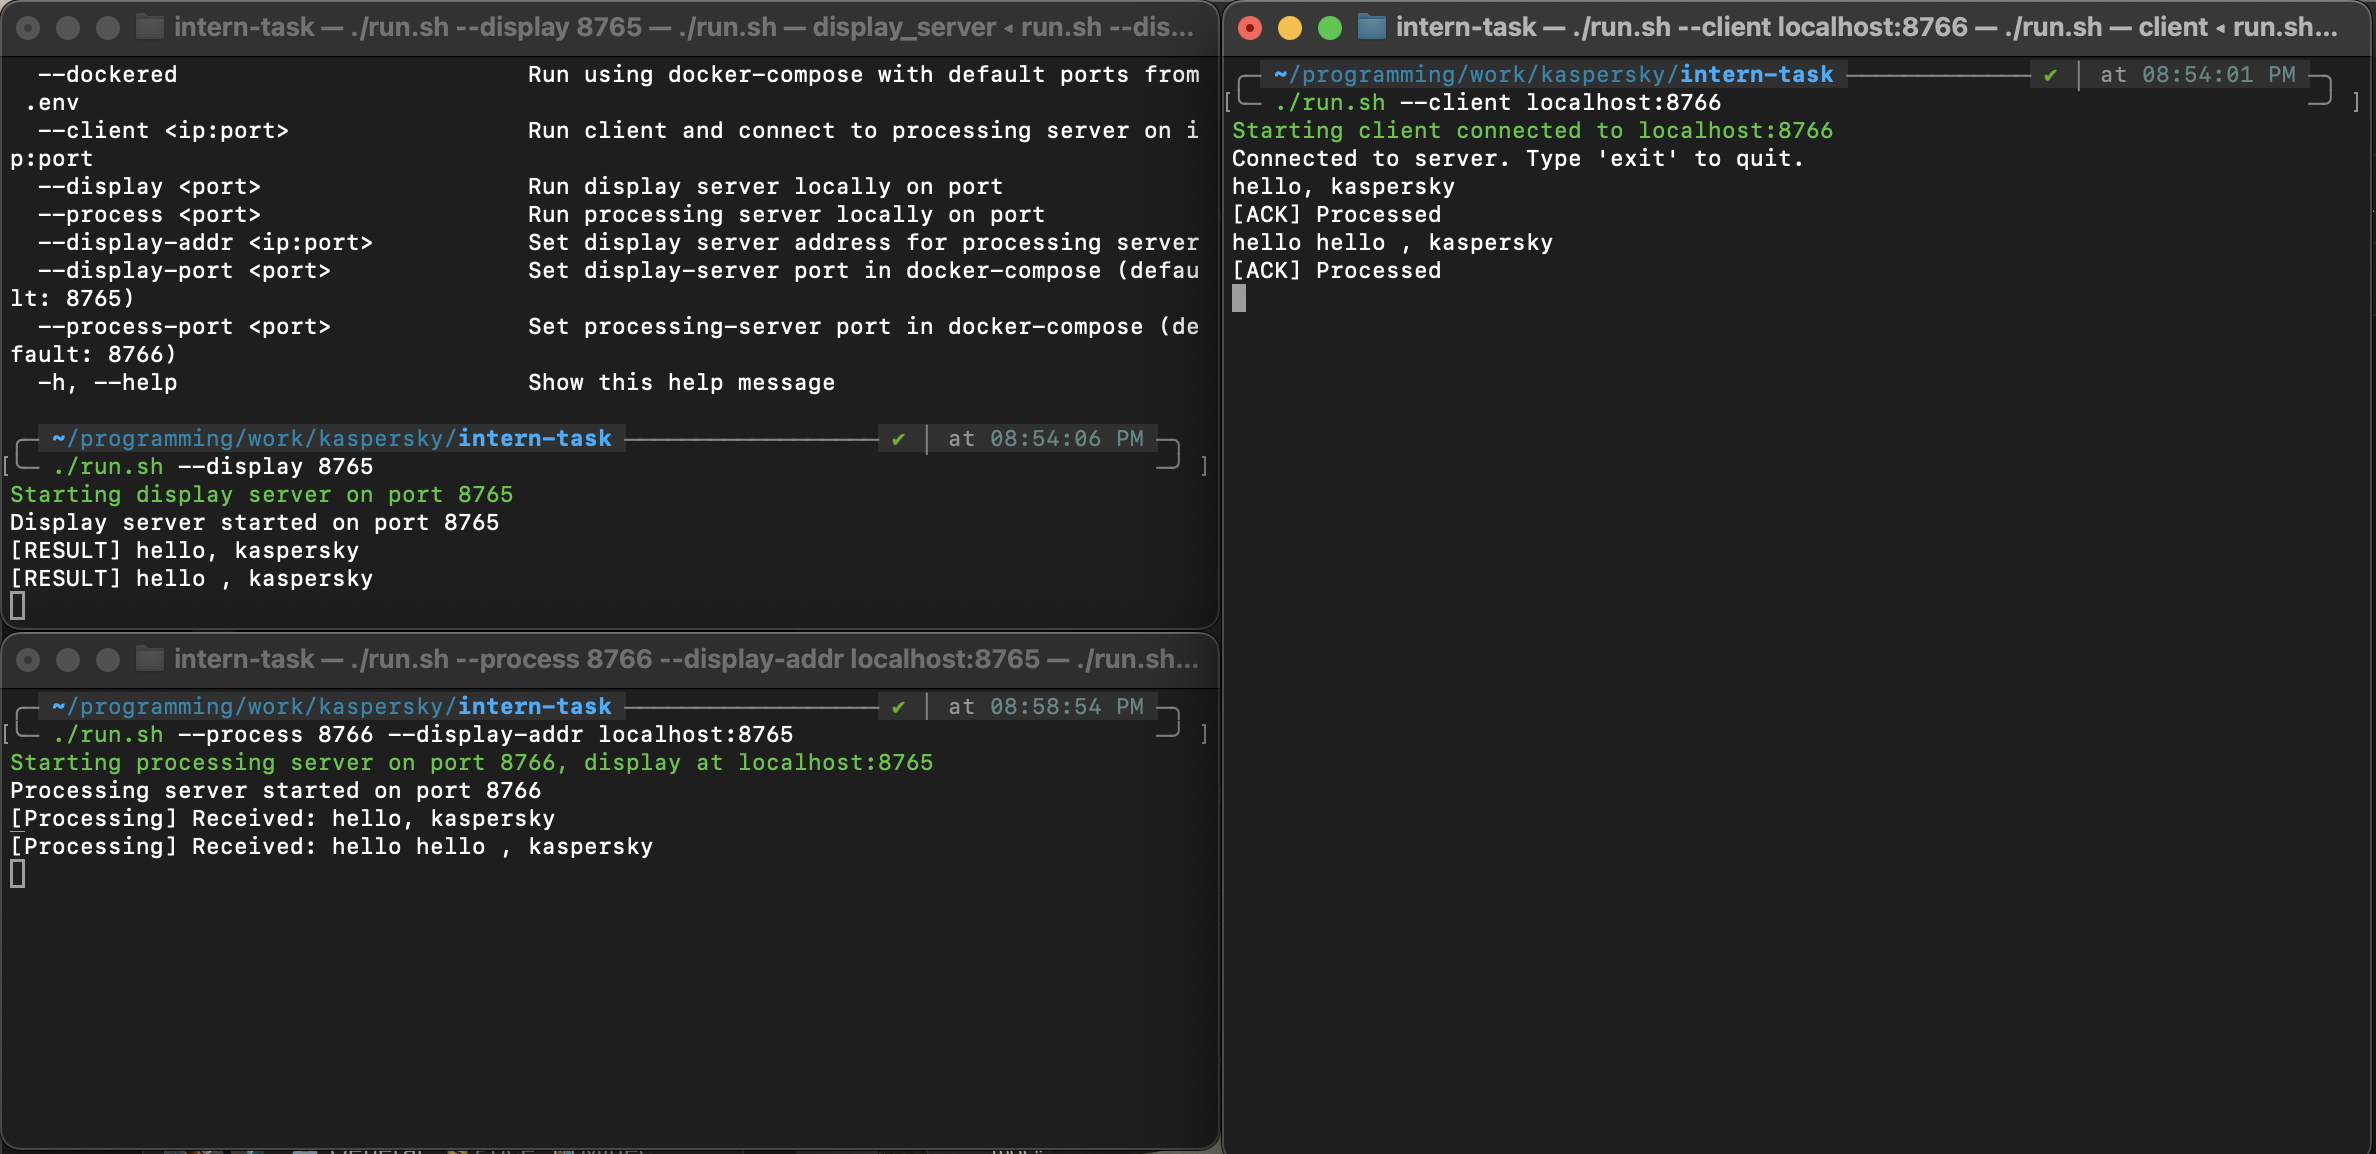 intern-task — ./run.sh --display 8765 — ./run.sh — display_server ◂ run.sh --dis...
--dockered Run using docker-compose with default ports from
.env
--client <ip:port> Run client and connect to processing server on i
p:port
--display <port> Run display server locally on port
--process <port> Run processing server locally on port
--display-addr <ip:port> Set display server address for processing server
--display-port <port> Set display-server port in docker-compose (defau
lt: 8765)
--process-port <port> Set processing-server port in docker-compose (de
fault: 8766)
-h, --help Show this help message
~/programming/work/kaspersky/intern-task ✔ | at 08:54:06 PM
[ ./run.sh --display 8765 ]
Starting display server on port 8765
Display server started on port 8765
[RESULT] hello, kaspersky
[RESULT] hello , kaspersky
intern-task — ./run.sh --process 8766 --display-addr localhost:8765 — ./run.sh...
~/programming/work/kaspersky/intern-task ✔ | at 08:58:54 PM
[ ./run.sh --process 8766 --display-addr localhost:8765 ]
Starting processing server on port 8766, display at localhost:8765
Processing server started on port 8766
[Processing] Received: hello, kaspersky
[Processing] Received: hello hello , kaspersky
intern-task — ./run.sh --client localhost:8766 — ./run.sh — client ◂ run.sh...
~/programming/work/kaspersky/intern-task ✔ | at 08:54:01 PM
[ ./run.sh --client localhost:8766 ]
Starting client connected to localhost:8766
Connected to server. Type 'exit' to quit.
hello, kaspersky
[ACK] Processed
hello hello , kaspersky
[ACK] Processed